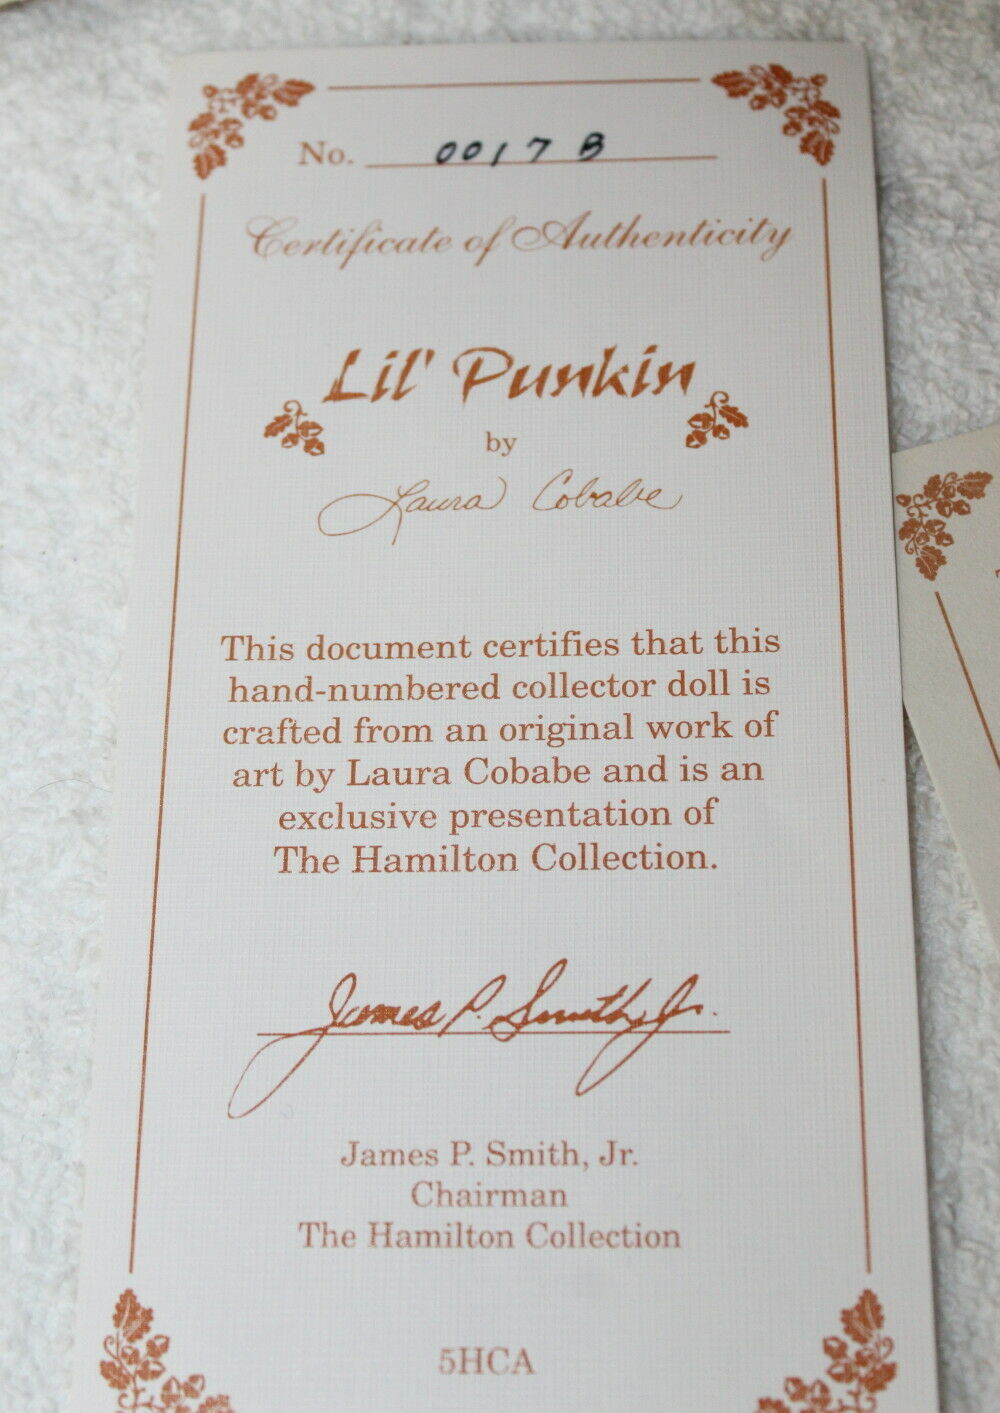 No. 0017 B
Certificate of Authenticity
Lil' Punkin
by
Laura Cobabe
This document certifies that this
hand-numbered collector doll is
crafted from an original work of
art by Laura Cobabe and is an
exclusive presentation of
The Hamilton Collection.
James P. Smith, Jr.
James P. Smith, Jr.
Chairman
The Hamilton Collection
5HCA